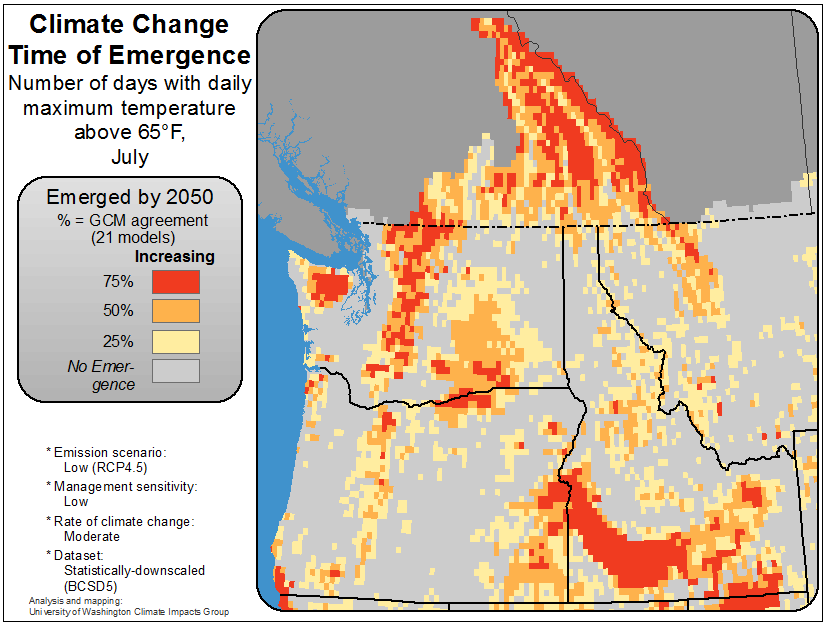 Climate Change
Time of Emergence
Number of days with daily
maximum temperature
above 65°F,
July
Emerged by 2050
% = GCM agreement
(21 models)
Increasing
75%
50%
25%
No Emer-
gence
* Emission scenario:
Low (RCP4.5)
* Management sensitivity:
Low
* Rate of climate change:
Moderate
* Dataset:
Statistically-downscaled
(BCSD5)
Analysis and mapping:
University of Washington Climate Impacts Group